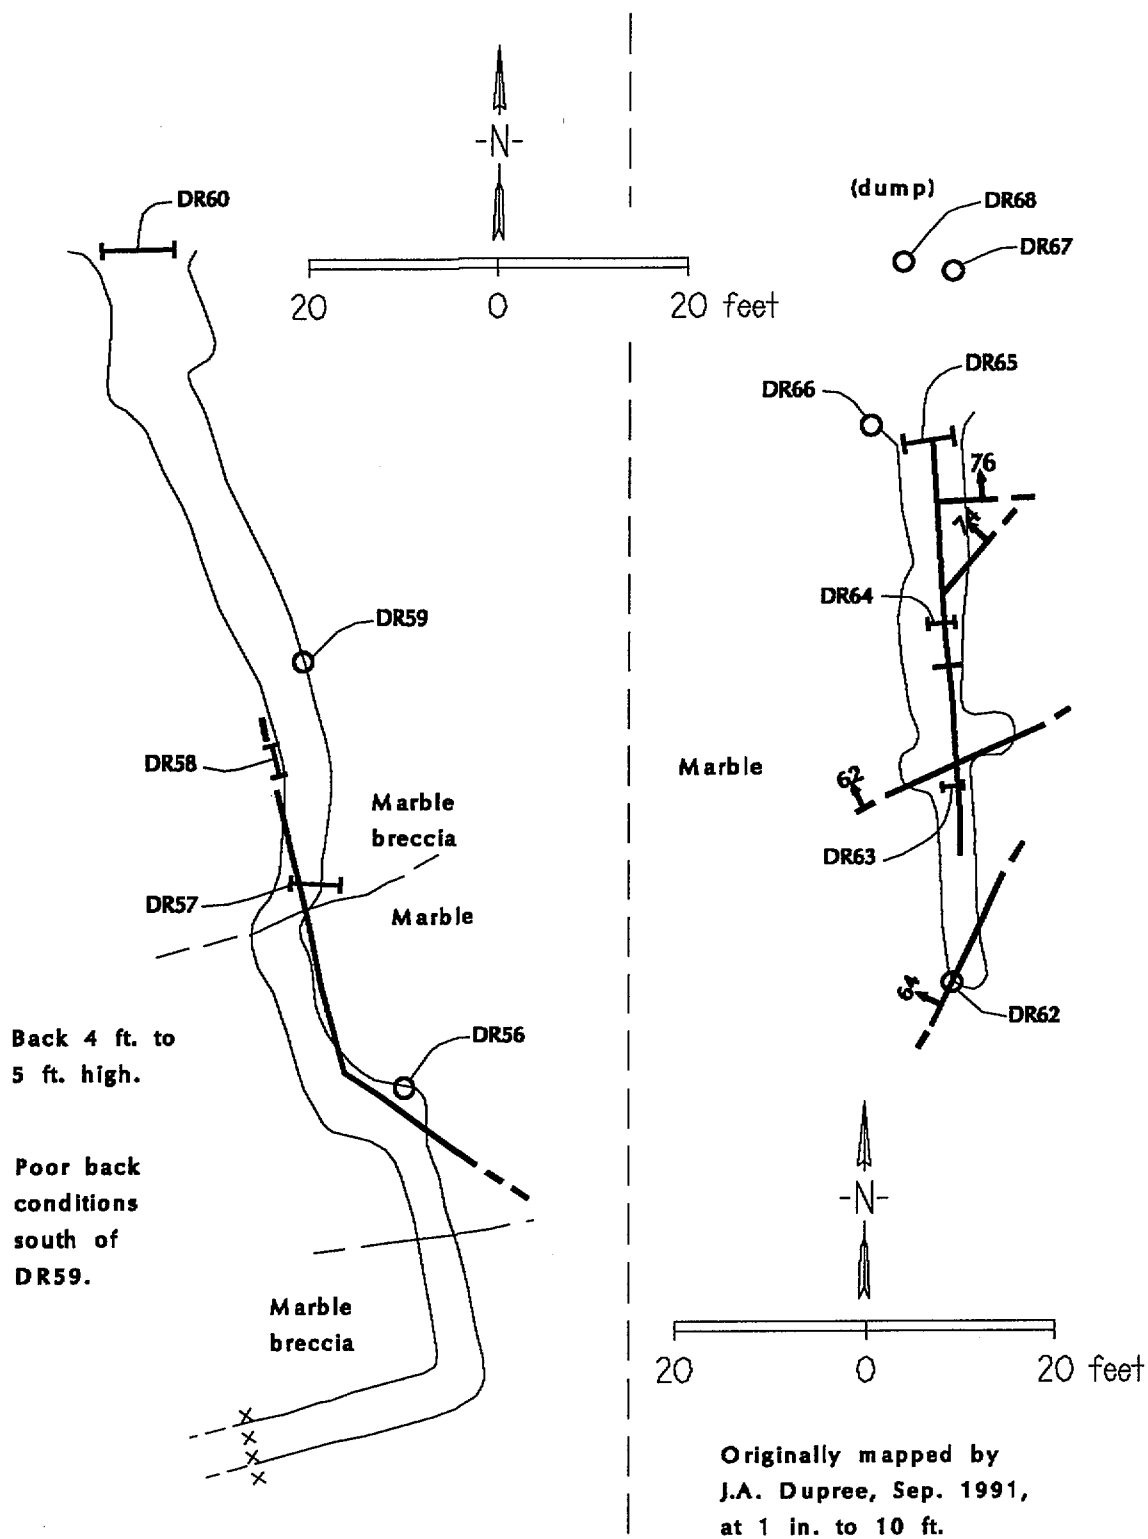 DR60
-N-
20 0 20 feet
DR59
DR58
Marble
breccia
DR57
Marble
Back 4 ft. to
5 ft. high.
DR56
Poor back
conditions
south of
DR59.
Marble
breccia
x
x
x
x
(dump)
DR68
DR67
DR65
DR66
76
74
DR64
Marble
62
DR63
64
DR62
-N-
20 0 20 feet
Originally mapped by
J.A. Dupree, Sep. 1991,
at 1 in. to 10 ft.